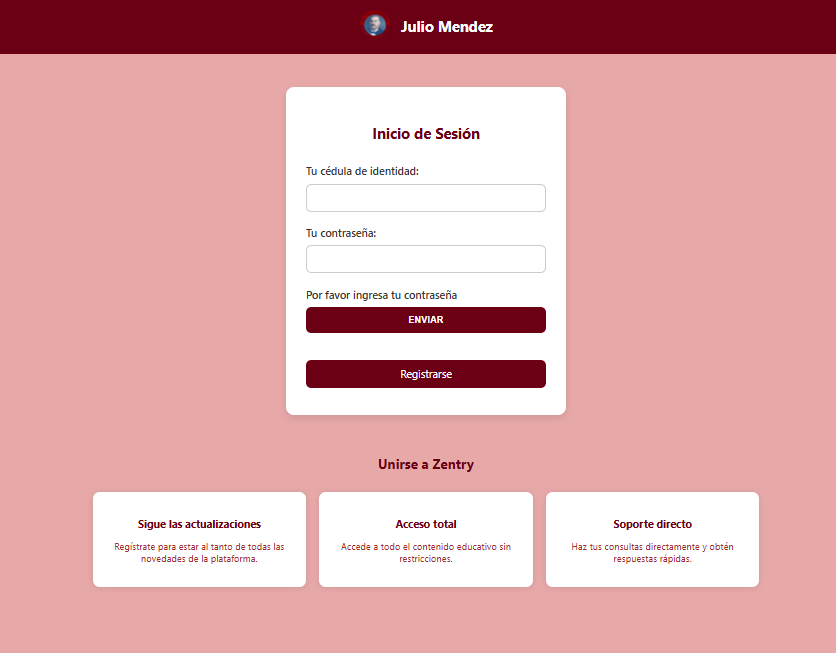 Julio Mendez
Inicio de Sesión
Tu cédula de identidad:
Tu contraseña:
Por favor ingresa tu contraseña
ENVIAR
Registrarse
Unirse a Zentry
Sigue las actualizaciones
Regístrate para estar al tanto de todas las
novedades de la plataforma.
Acceso total
Accede a todo el contenido educativo sin
restricciones.
Soporte directo
Haz tus consultas directamente y obtén
respuestas rápidas.